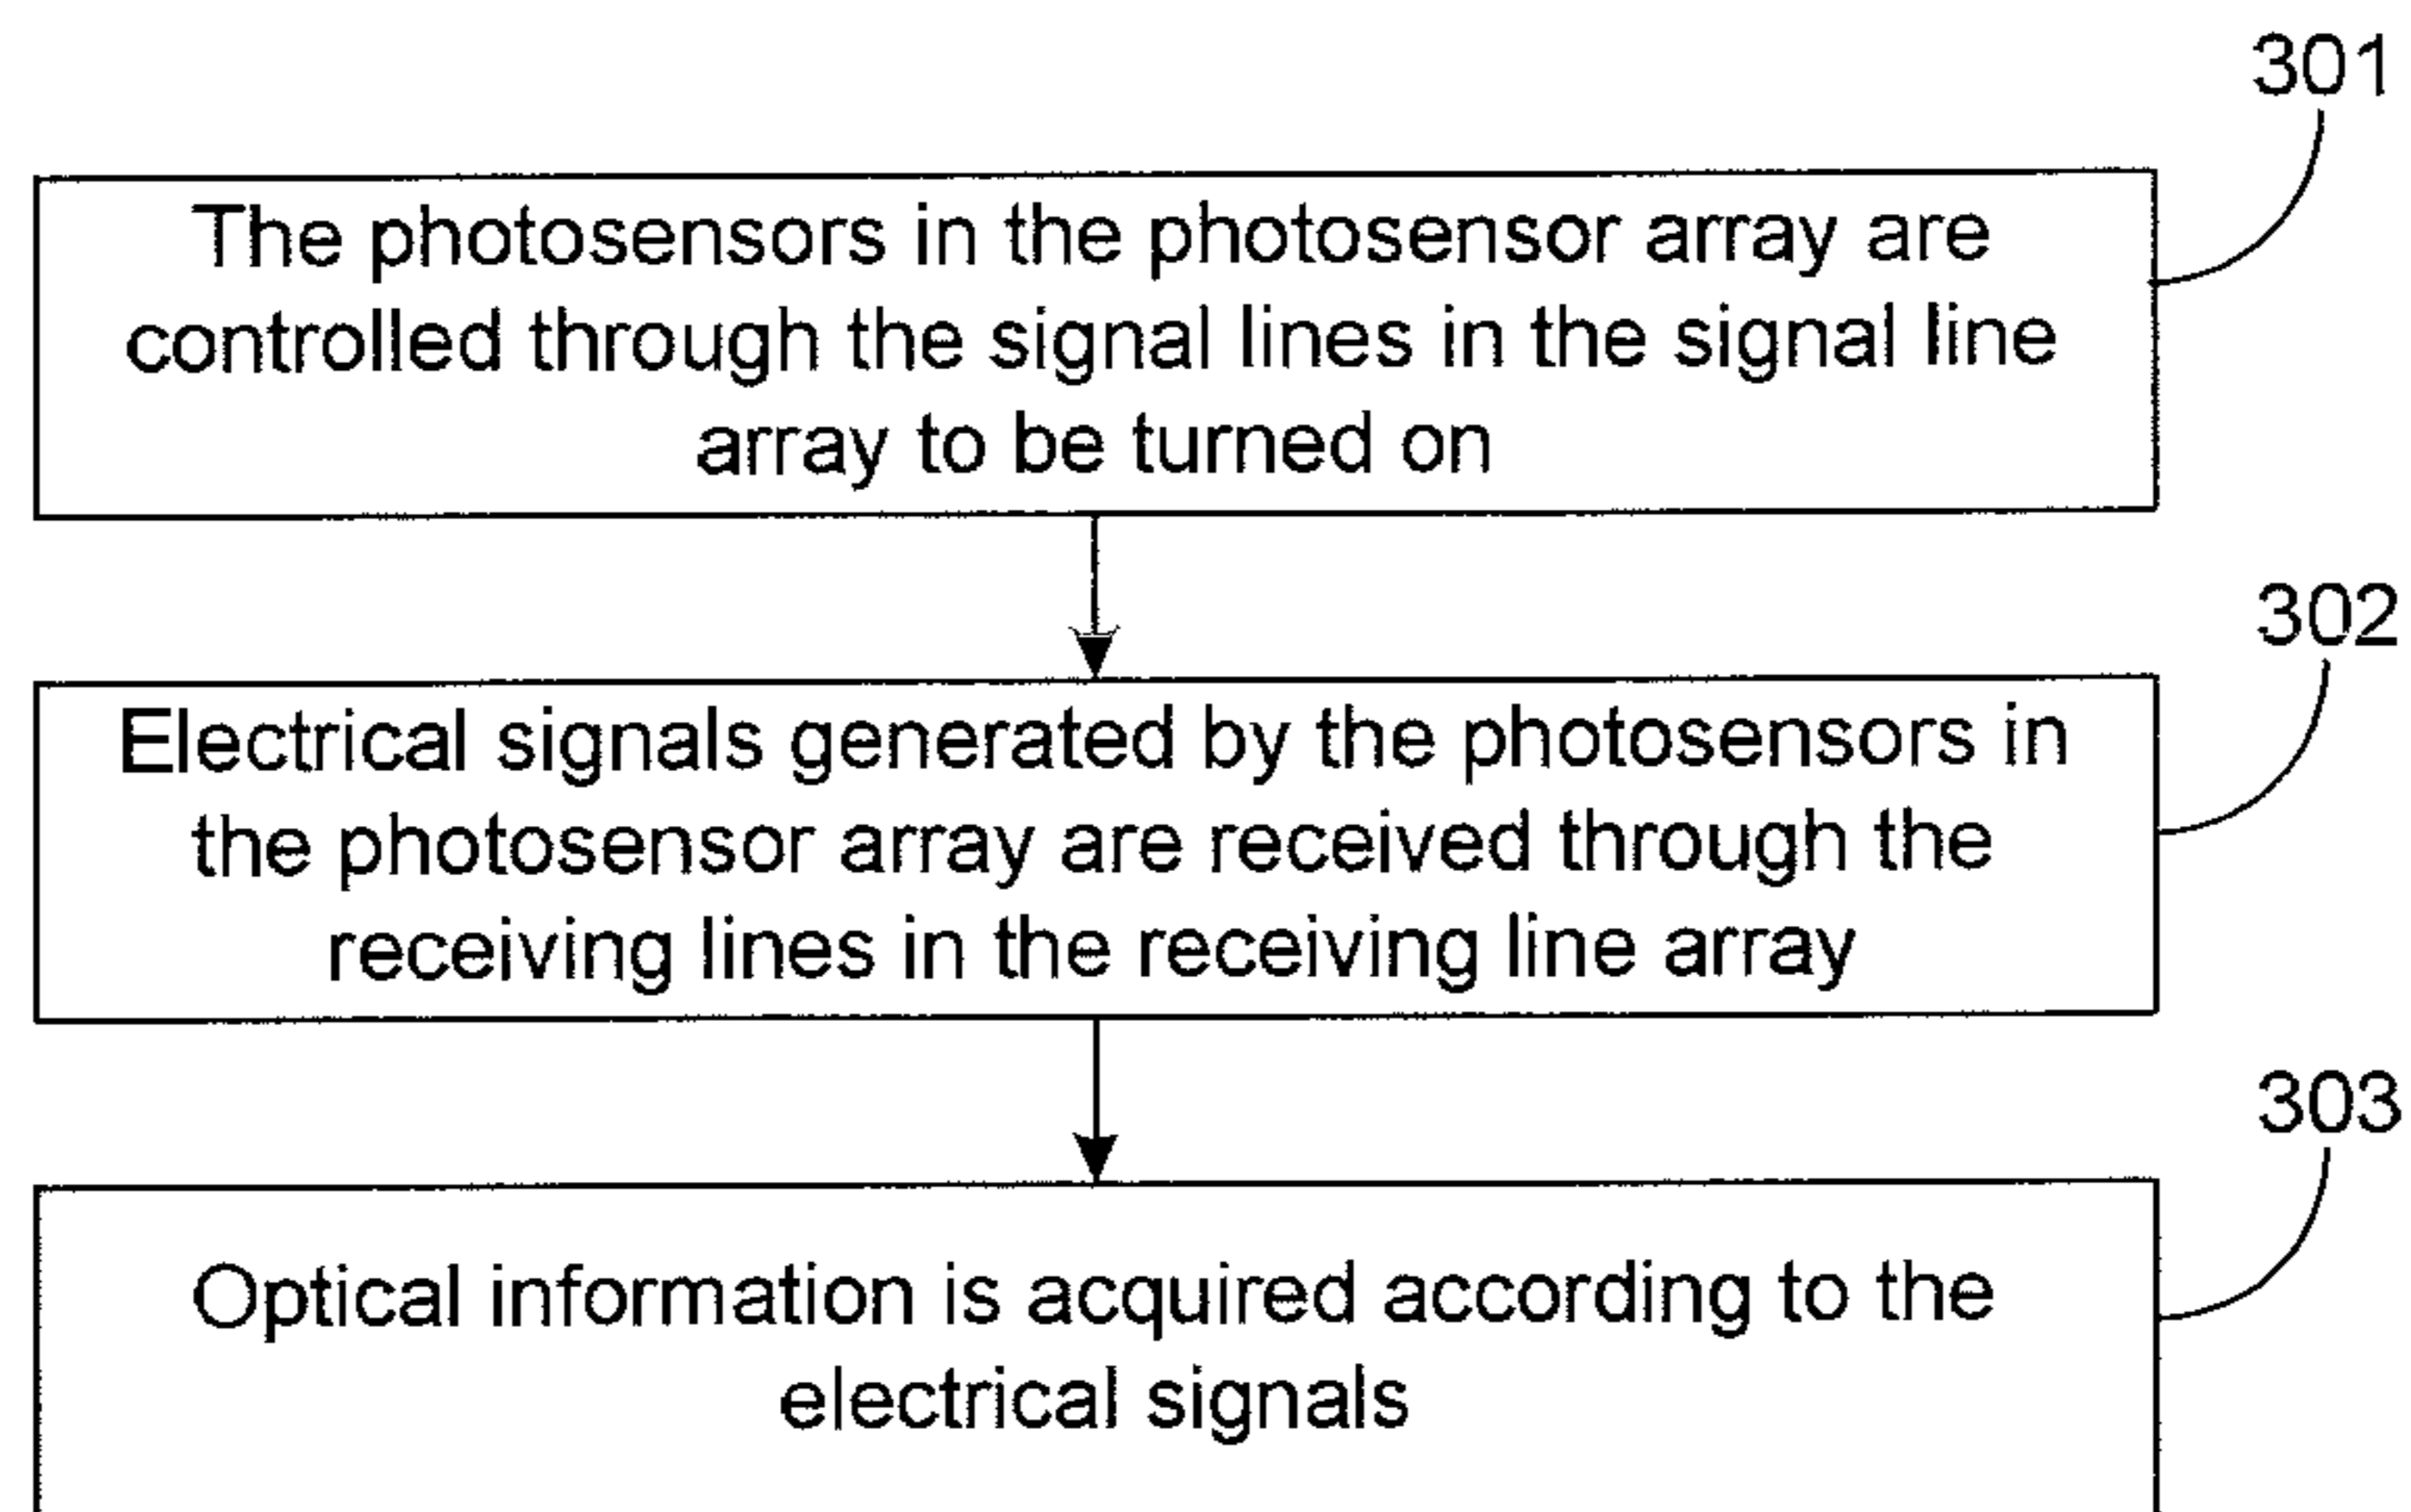 301
The photosensors in the photosensor array are
controlled through the signal lines in the signal line
array to be turned on
302
Electrical signals generated by the photosensors in
the photosensor array are received through the
receiving lines in the receiving line array
303
Optical information is acquired according to the
electrical signals